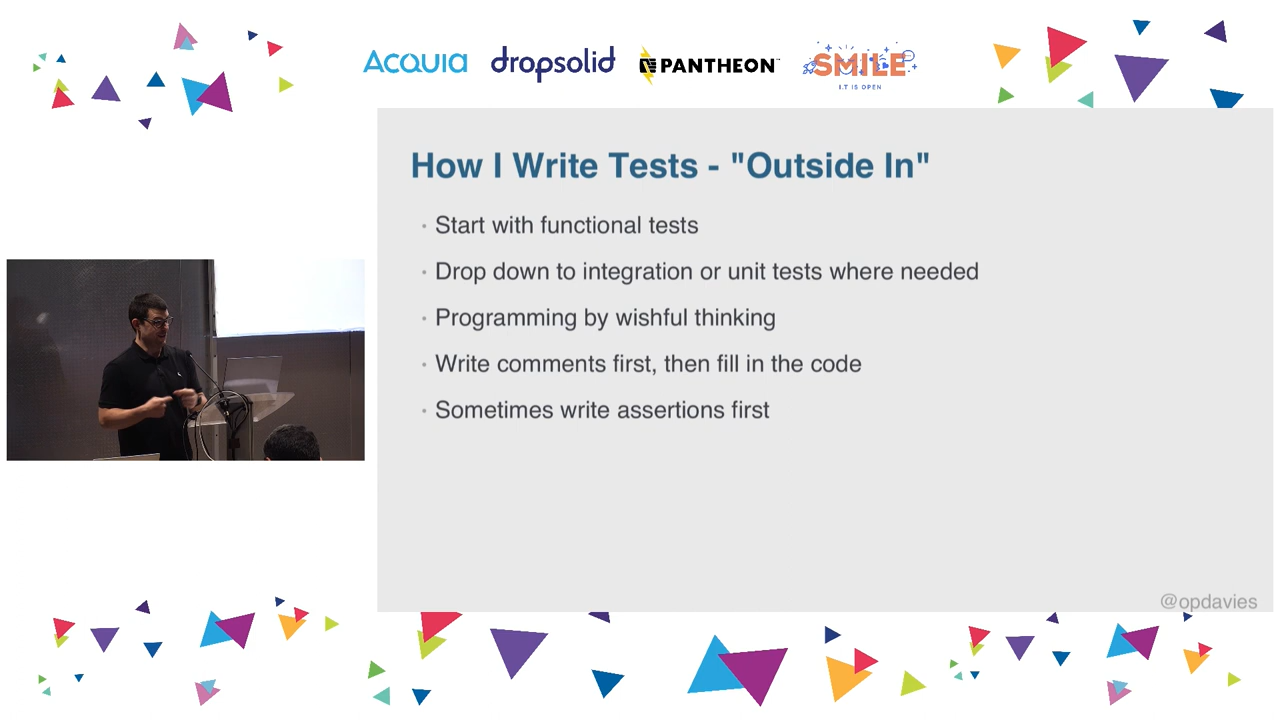 Acquia
dropsolid
PANTHEON
SMILE
I.T IS OPEN
How I Write Tests - "Outside In"
· Start with functional tests
· Drop down to integration or unit tests where needed
· Programming by wishful thinking
· Write comments first, then fill in the code
· Sometimes write assertions first
@opdavies